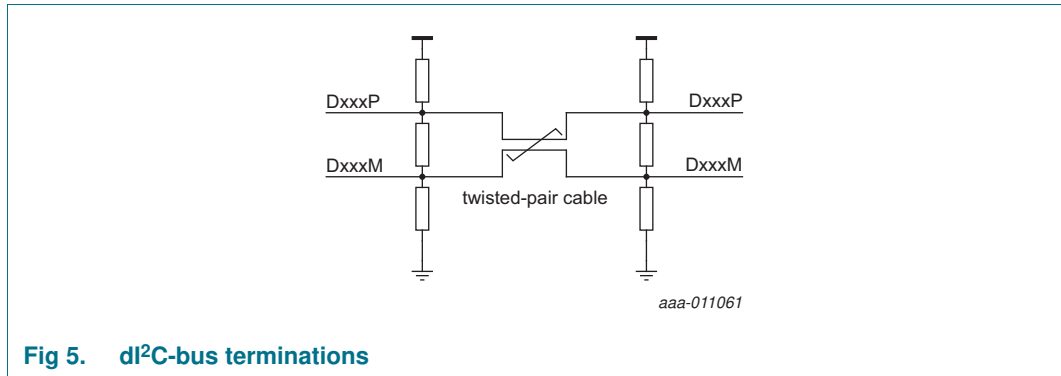 DxxxP DxxxP
DxxxM DxxxM
twisted-pair cable
aaa-011061
Fig 5. dI²C-bus terminations